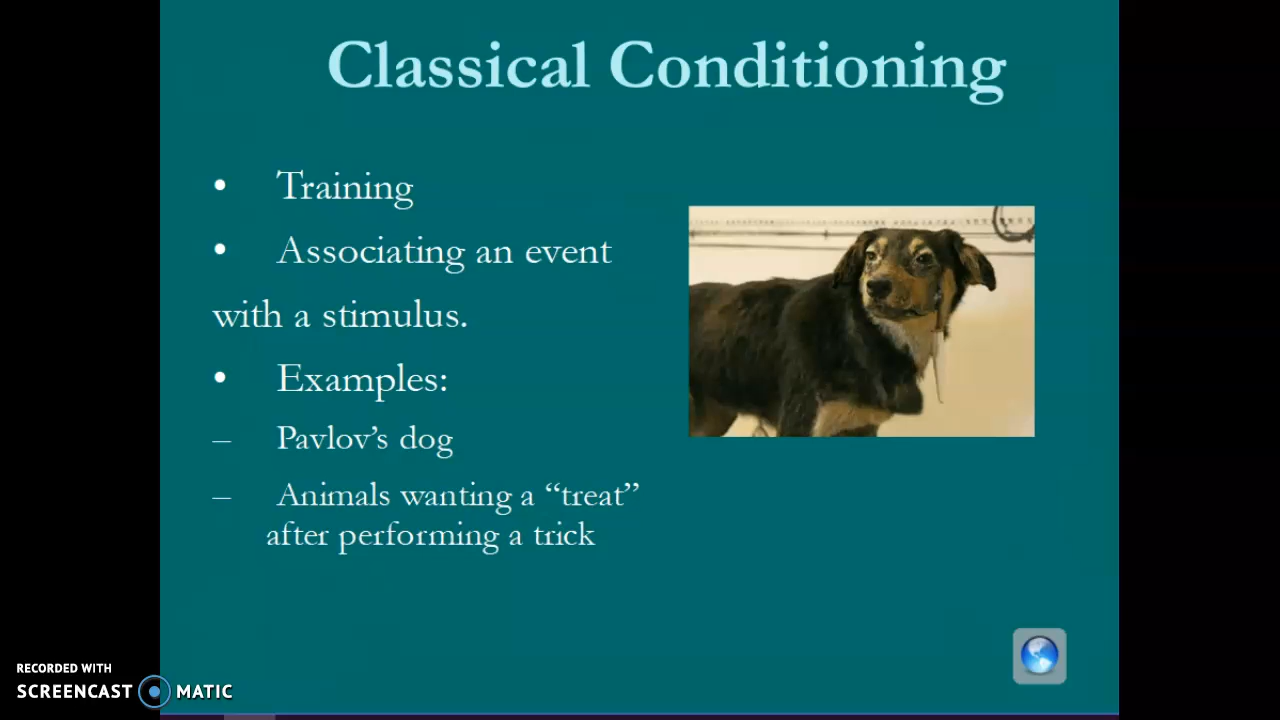 Classical Conditioning
• Training
• Associating an event
with a stimulus.
• Examples:
– Pavlov’s dog
– Animals wanting a “treat”
after performing a trick
RECORDED WITH
SCREENCAST MATIC